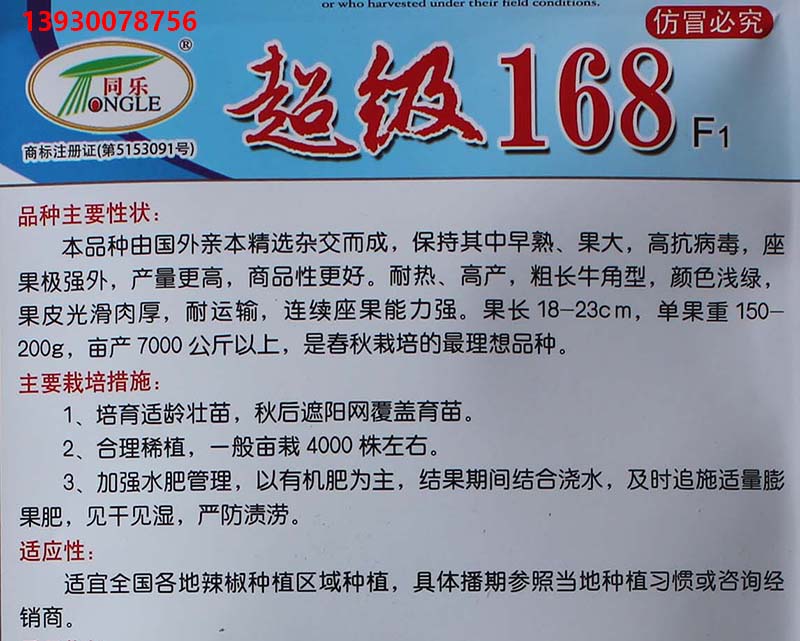 or who harvested under their field conditions.
13930078756
仿冒必究
®
同乐
TONGLE
超级168 F1
商标注册证(第5153091号)
品种主要性状：
本品种由国外亲本精选杂交而成，保持其中早熟、果大，高抗病毒，座
果极强外，产量更高，商品性更好。耐热、高产，粗长牛角型，颜色浅绿，
果皮光滑肉厚，耐运输，连续座果能力强。果长18-23cm，单果重150-
200g，亩产7000公斤以上，是春秋栽培的最理想品种。
主要栽培措施：
1、培育适龄壮苗，秋后遮阳网覆盖育苗。
2、合理稀植，一般亩栽4000株左右。
3、加强水肥管理，以有机肥为主，结果期间结合浇水，及时追施适量膨
果肥，见干见湿，严防渍涝。
适应性：
适宜全国各地辣椒种植区域种植，具体播期参照当地种植习惯或咨询经
销商。